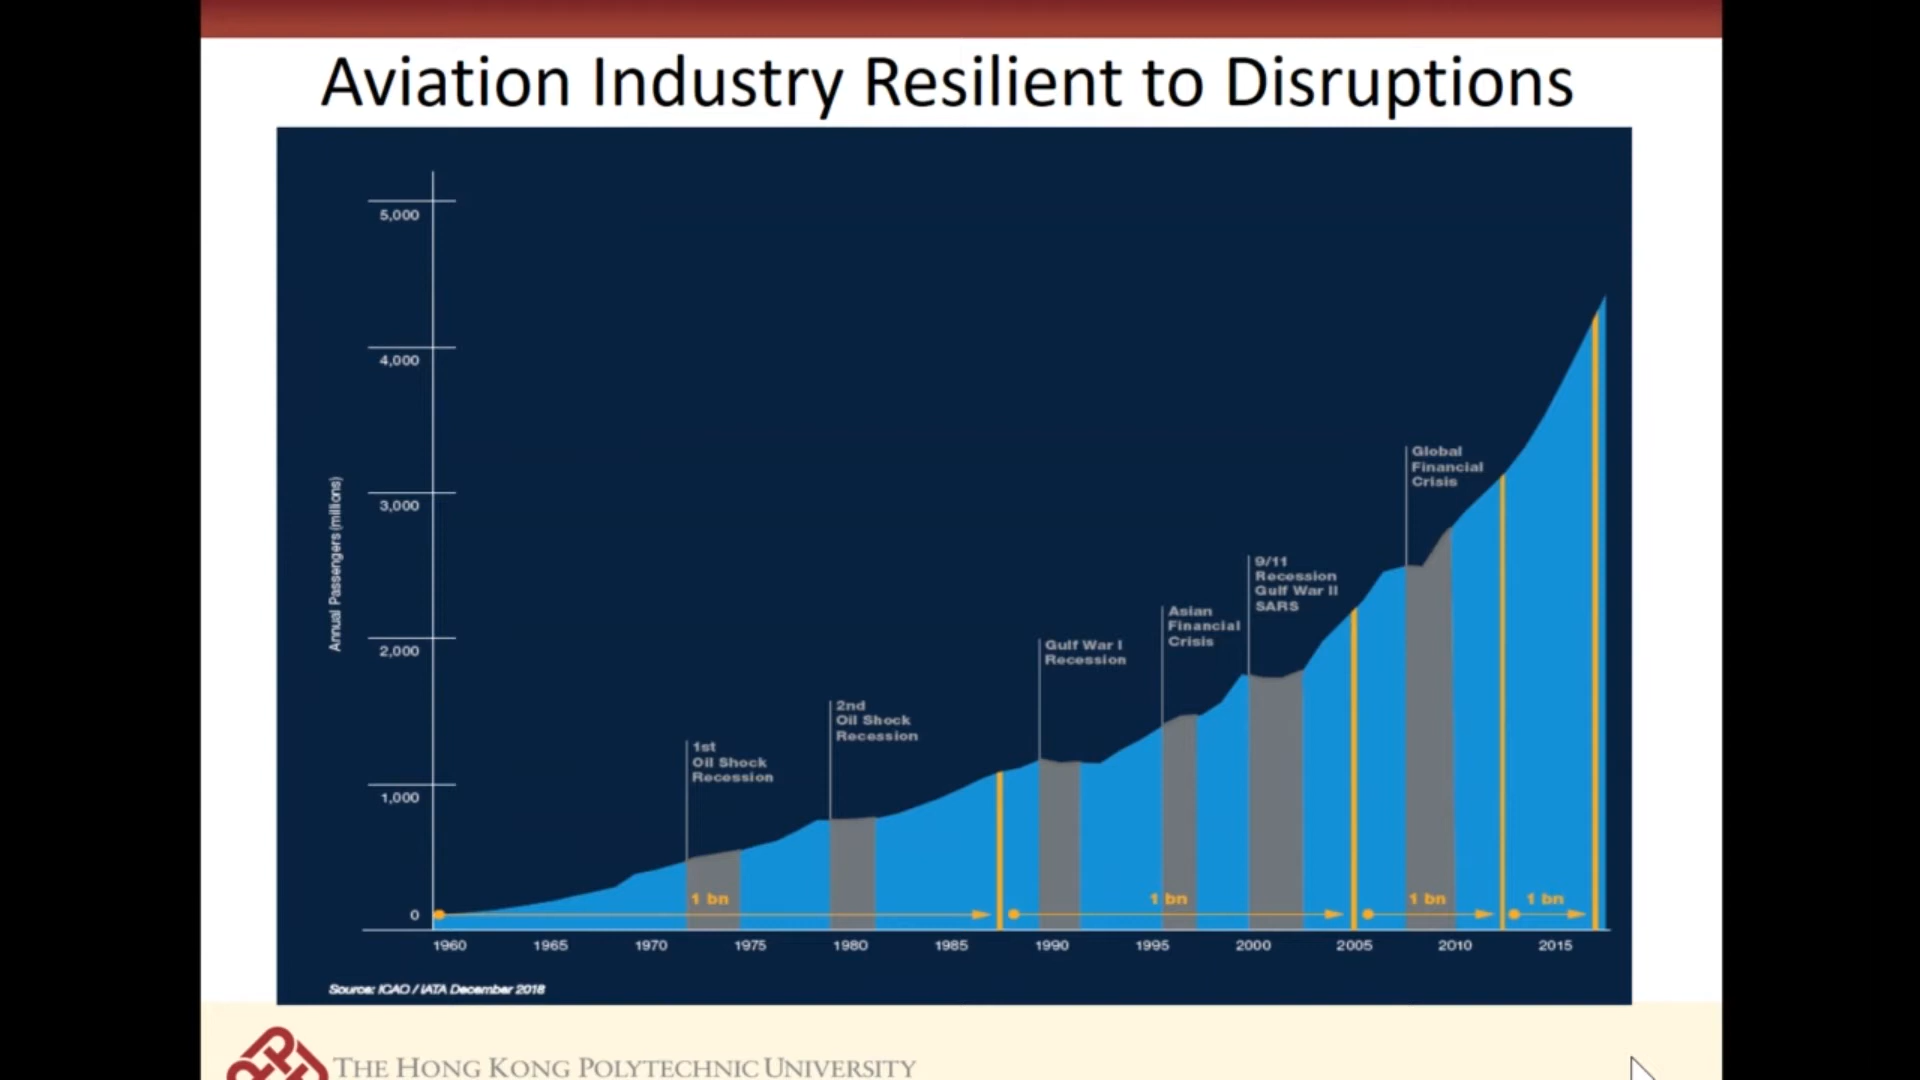 Aviation Industry Resilient to Disruptions
5,000
4,000
3,000
2,000
1,000
0
Annual Passengers (millions)
1st
Oil Shock
Recession
2nd
Oil Shock
Recession
Gulf War I
Recession
Asian
Financial
Crisis
9/11
Recession
Gulf War II
SARS
Global
Financial
Crisis
1 bn
1 bn
1 bn
1 bn
1960
1965
1970
1975
1980
1985
1990
1995
2000
2005
2010
2015
Source: ICAO / IATA December 2018
THE HONG KONG POLYTECHNIC UNIVERSITY